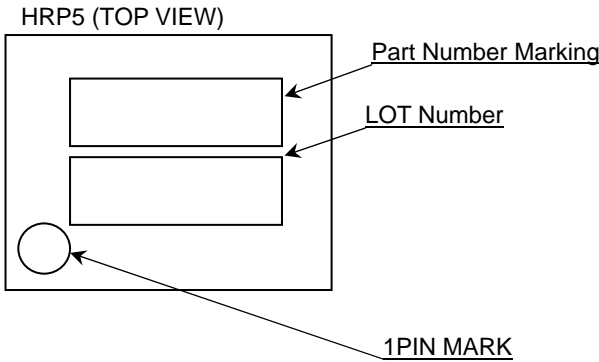 HRP5 (TOP VIEW)
Part Number Marking
LOT Number
1PIN MARK